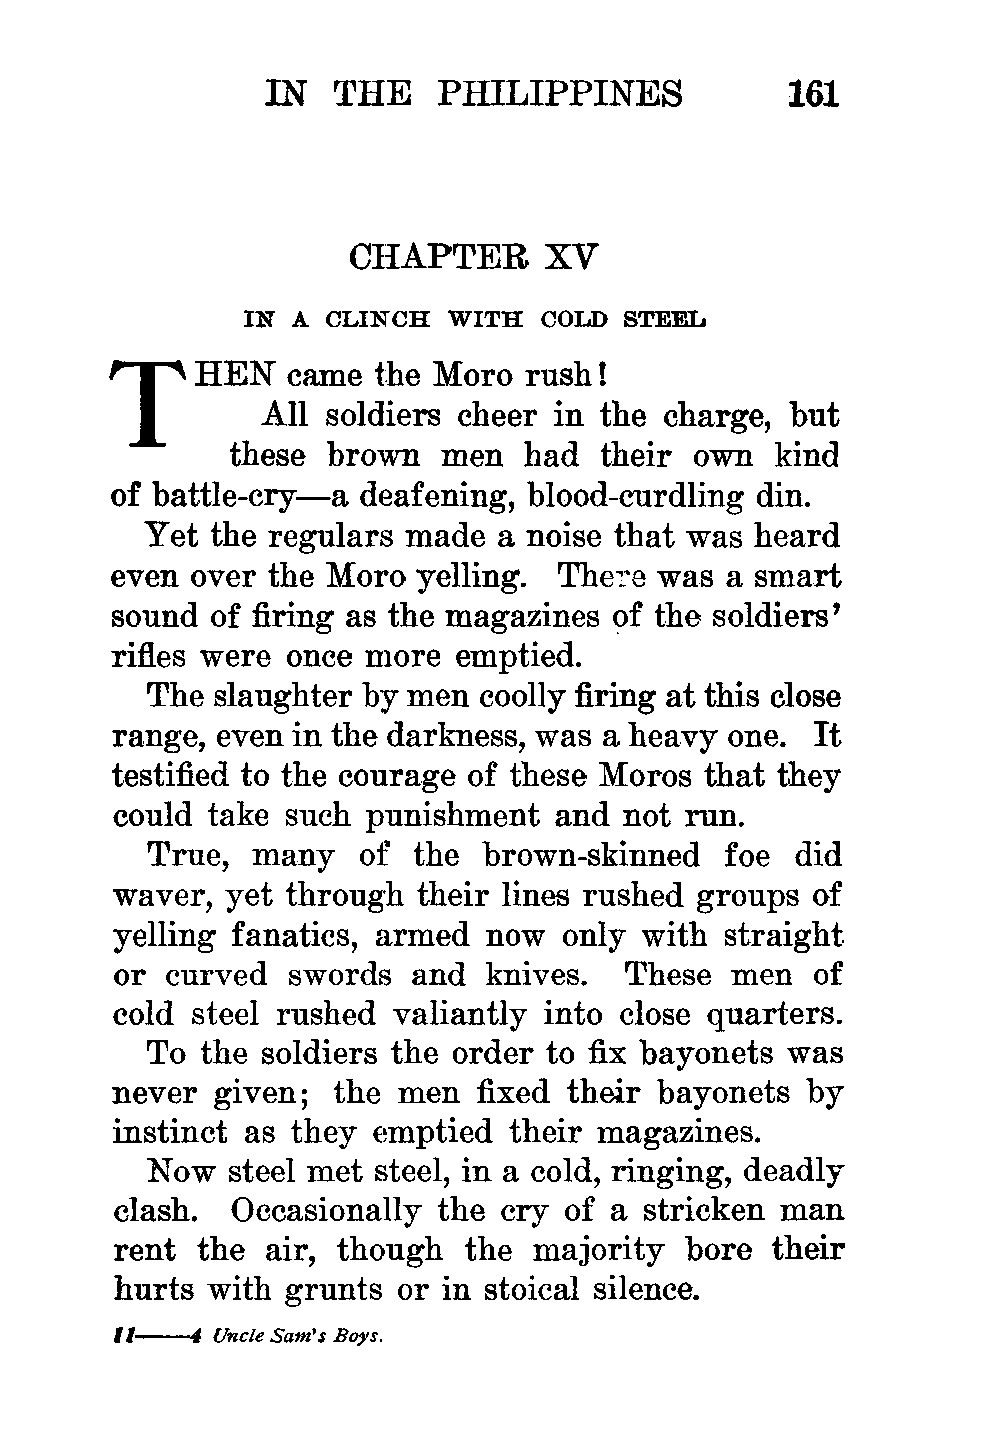 IN THE PHILIPPINES 161
CHAPTER XV
IN A CLINCH WITH COLD STEEL
THEN came the Moro rush!
All soldiers cheer in the charge, but
these brown men had their own kind
of battle-cry—a deafening, blood-curdling din.
Yet the regulars made a noise that was heard
even over the Moro yelling. There was a smart
sound of firing as the magazines of the soldiers'
rifles were once more emptied.
The slaughter by men coolly firing at this close
range, even in the darkness, was a heavy one. It
testified to the courage of these Moros that they
could take such punishment and not run.
True, many of the brown-skinned foe did
waver, yet through their lines rushed groups of
yelling fanatics, armed now only with straight
or curved swords and knives. These men of
cold steel rushed valiantly into close quarters.
To the soldiers the order to fix bayonets was
never given; the men fixed their bayonets by
instinct as they emptied their magazines.
Now steel met steel, in a cold, ringing, deadly
clash. Occasionally the cry of a stricken man
rent the air, though the majority bore their
hurts with grunts or in stoical silence.
11——4 Uncle Sam's Boys.